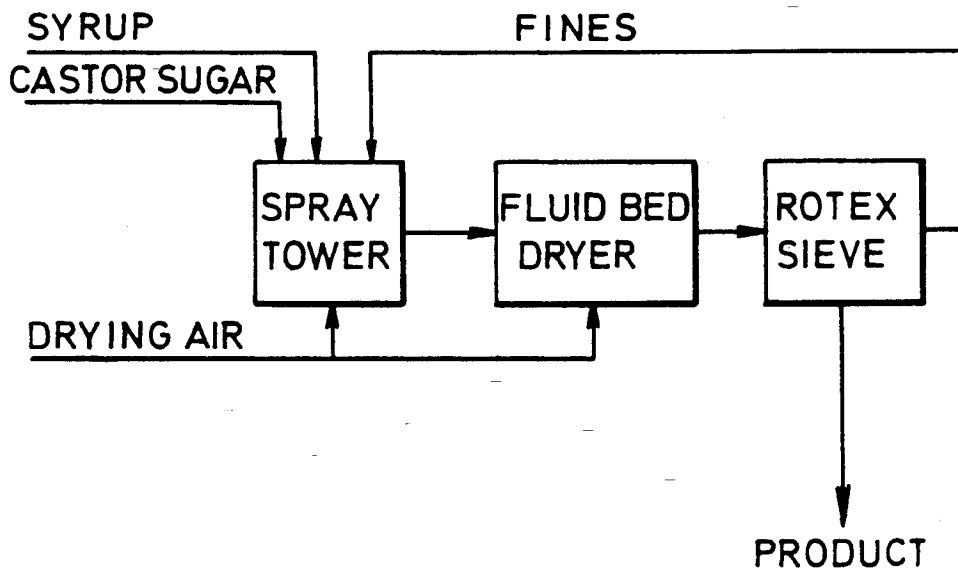 SYRUP
FINES
CASTOR SUGAR
SPRAY
TOWER
FLUID BED
DRYER
ROTEX
SIEVE
DRYING AIR
PRODUCT